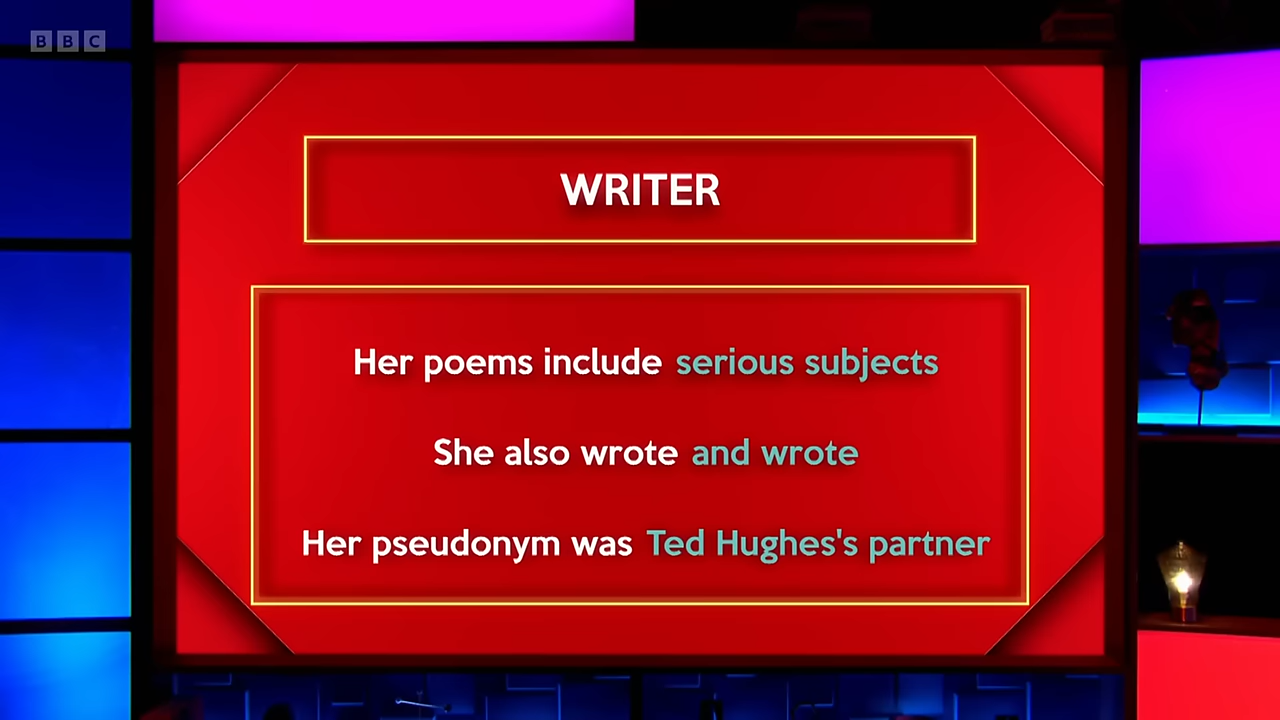 BBC
WRITER
Her poems include serious subjects
She also wrote and wrote
Her pseudonym was Ted Hughes's partner